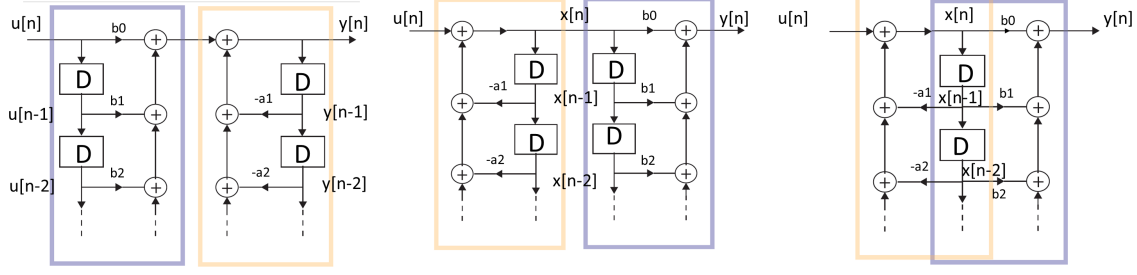 u[n]
b0
y[n]
D
D
u[n-1]
b1
-a1
y[n-1]
D
D
u[n-2]
b2
-a2
y[n-2]
u[n]
x[n]
b0
y[n]
D
D
-a1
x[n-1]
b1
D
D
-a2
x[n-2]
b2
u[n]
x[n]
b0
y[n]
D
-a1
x[n-1]
b1
D
-a2
x[n-2]
b2